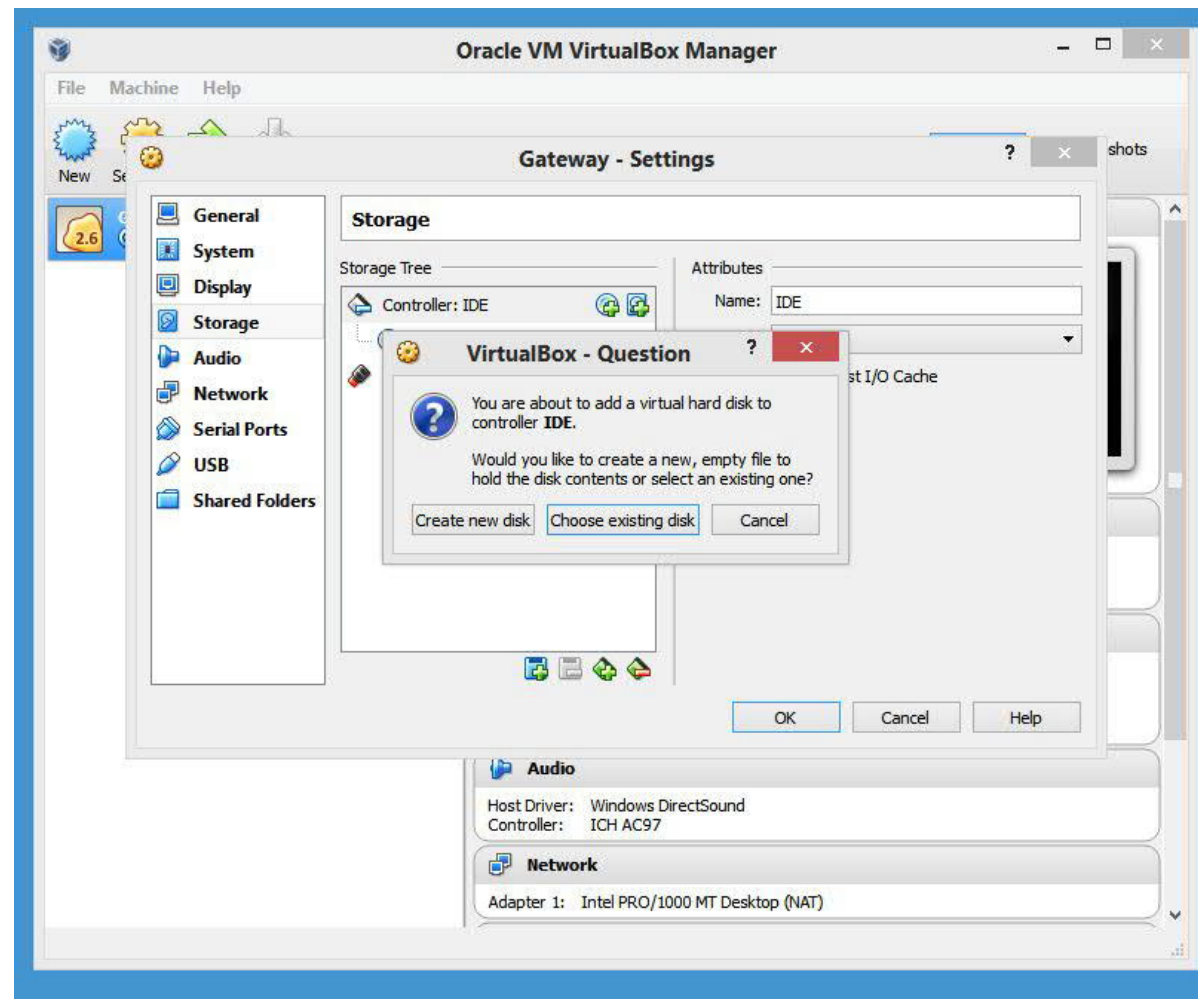 Oracle VM VirtualBox Manager
File Machine Help
New
shots
2.6
Gateway - Settings
?
General
System
Display
Storage
Audio
Network
Serial Ports
USB
Shared Folders
Storage
Storage Tree
Controller: IDE
Attributes
Name: IDE
st I/O Cache
VirtualBox - Question
?
You are about to add a virtual hard disk to
controller IDE.
Would you like to create a new, empty file to
hold the disk contents or select an existing one?
Create new disk Choose existing disk Cancel
OK Cancel Help
Audio
Host Driver: Windows DirectSound
Controller: ICH AC97
Network
Adapter 1: Intel PRO/1000 MT Desktop (NAT)